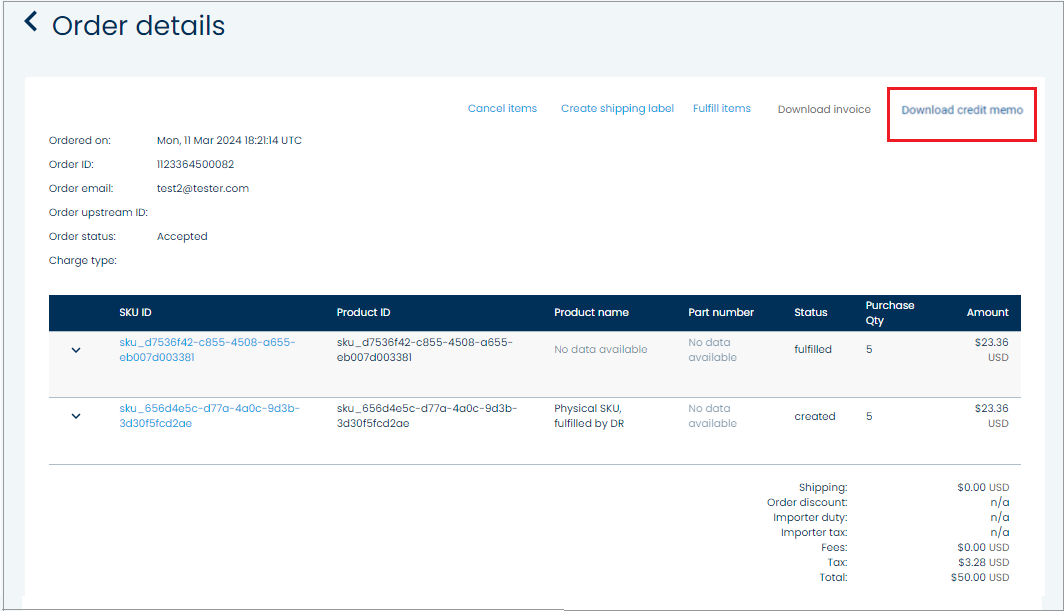 Order details
Cancel items Create shipping label Fulfill items Download invoice Download credit memo
Ordered on: Mon, 11 Mar 2024 18:21:14 UTC
Order ID: 1123364500082
Order email: test2@tester.com
Order upstream ID:
Order status: Accepted
Charge type:
SKU ID Product ID Product name Part number Status Purchase Qty Amount
sku_d7536f42-c855-4508-a655- sku_d7536f42-c855-4508-a655- No data available No data fulfilled 5 $23.36
eb007d003381 eb007d003381 available USD
sku_656d4e5c-d77a-4a0c-9d3b- sku_656d4e5c-d77a-4a0c-9d3b- Physical SKU, No data created 5 $23.36
3d30f5fcd2ae 3d30f5fcd2ae fulfilled by DR available USD
Shipping: $0.00 USD
Order discount: n/a
Importer duty: n/a
Importer tax: n/a
Fees: $0.00 USD
Tax: $3.28 USD
Total: $50.00 USD